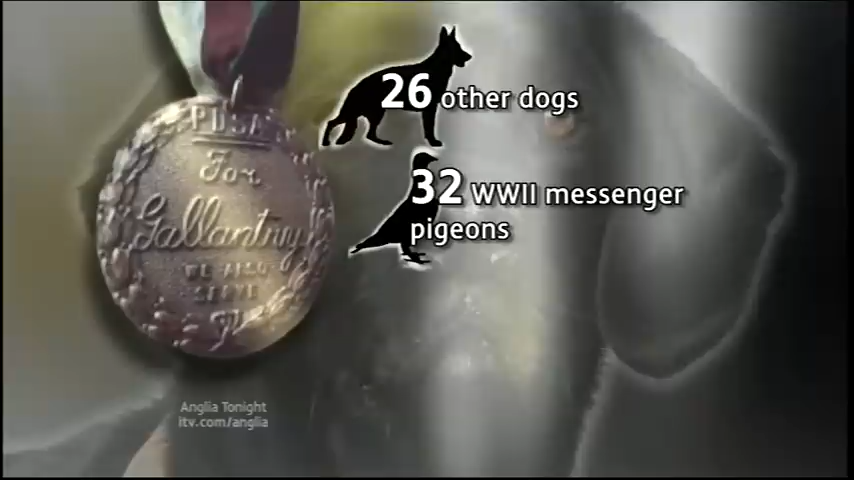 PDSA
For
Gallantry
WE ALSO
SERVE
26 other dogs
32 WWII messenger
pigeons
Anglia Tonight
itv.com/anglia